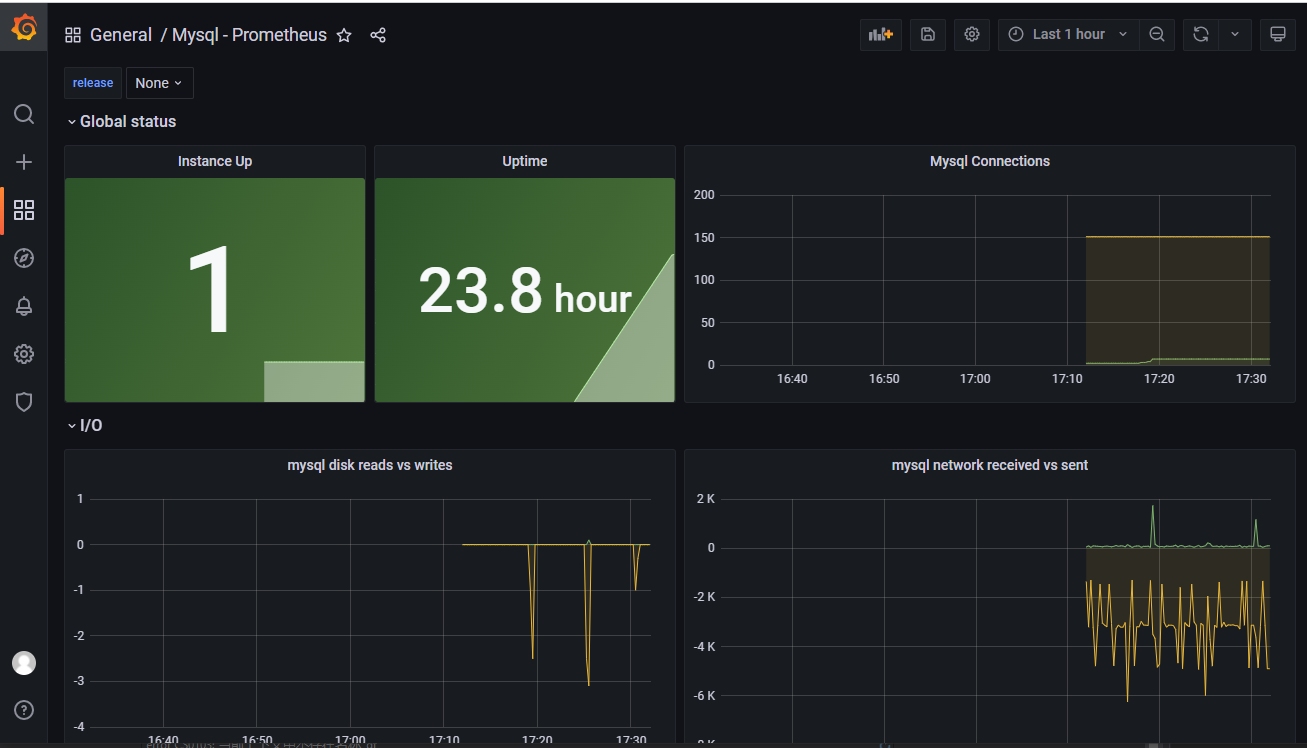 General / Mysql - Prometheus
Last 1 hour
release
None
Global status
Instance Up
1
Uptime
23.8 hour
Mysql Connections
200
150
100
50
0
16:40 16:50 17:00 17:10 17:20 17:30
I/O
mysql disk reads vs writes
1
0
-1
-2
-3
-4
16:40 16:50 17:00 17:10 17:20 17:30
mysql network received vs sent
2 K
0
-2 K
-4 K
-6 K